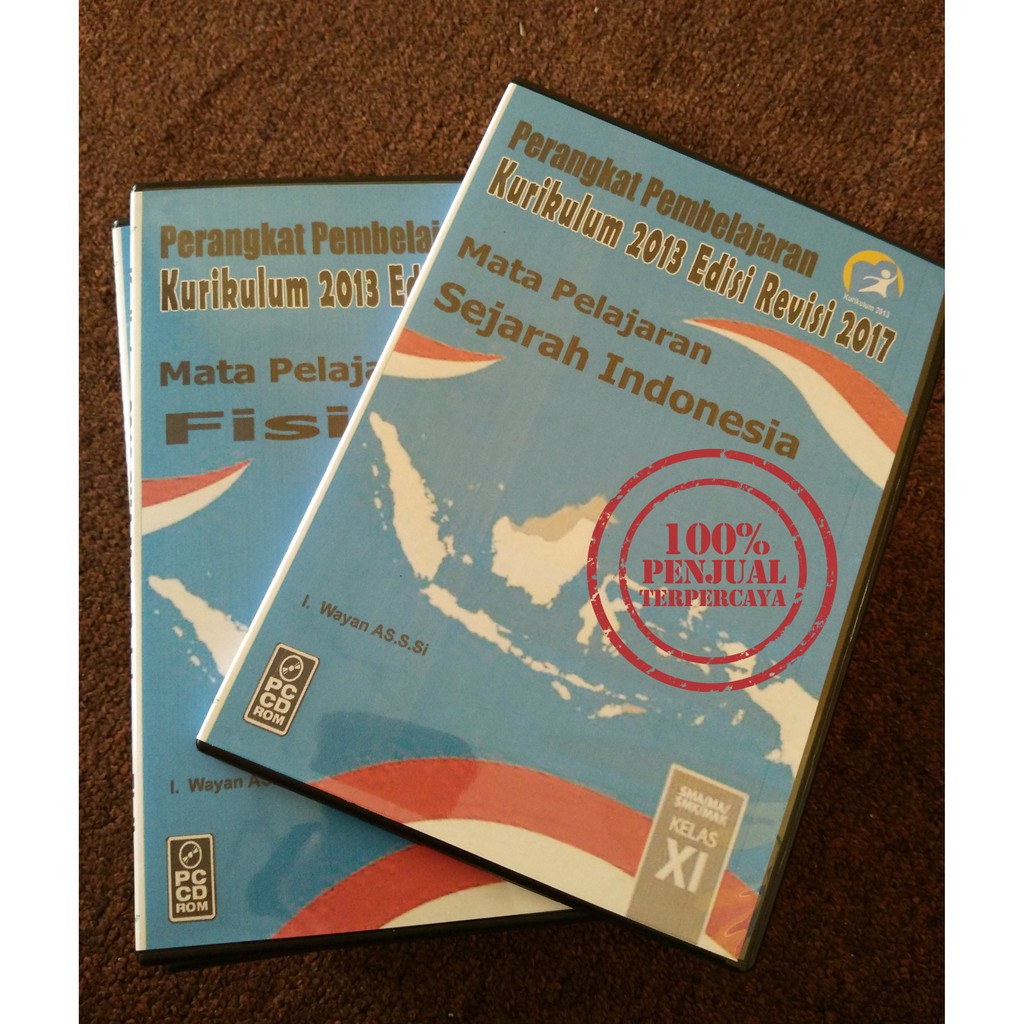 Perangkat Pembelajaran
Kurikulum 2013 Edisi Revisi 2017
Kurikulum 2013
Mata Pelajaran
Sejarah Indonesia
100%
PENJUAL
TERPERCAYA
I. Wayan AS.S.Si
PC
CD
ROM
SMA/MA/
SMK/MAK
KELAS
XI
Perangkat Pembelaj
Kurikulum 2013 Ed
Mata Pelaja
Fisi
I. Wayan AS
PC
CD
ROM